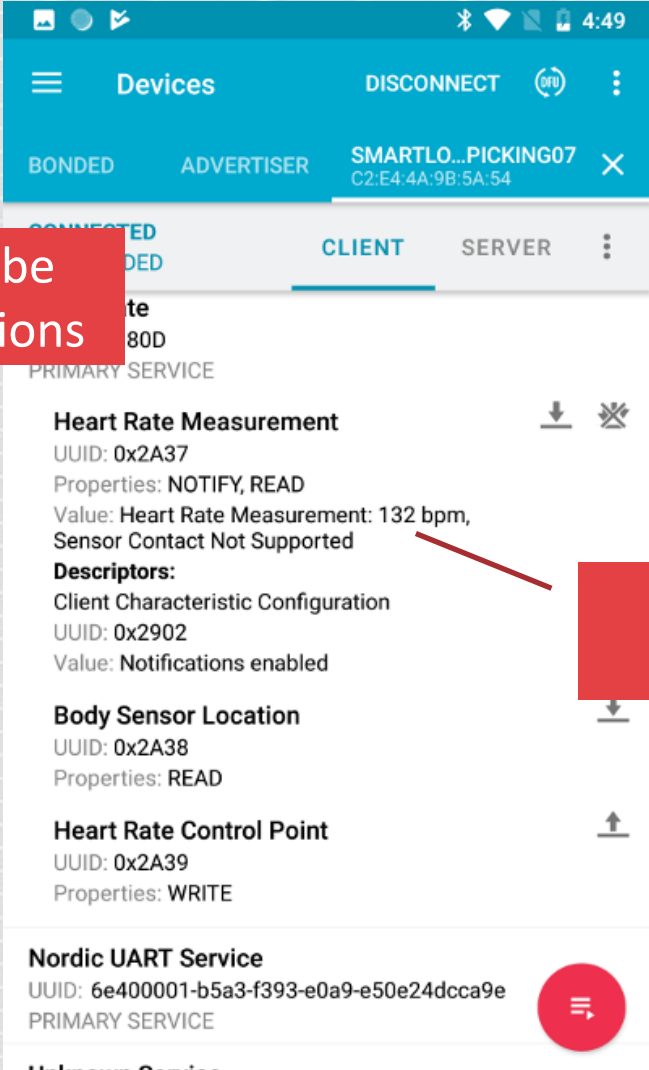 4:49
Devices
DISCONNECT
DFU
BONDED
ADVERTISER
SMARTLO...PICKING07
C2:E4:4A:9B:5A:54
CLIENT
SERVER
be
ions
80D
PRIMARY SERVICE
Heart Rate Measurement
UUID: 0x2A37
Properties: NOTIFY, READ
Value: Heart Rate Measurement: 132 bpm,
Sensor Contact Not Supported
Descriptors:
Client Characteristic Configuration
UUID: 0x2902
Value: Notifications enabled
Body Sensor Location
UUID: 0x2A38
Properties: READ
Heart Rate Control Point
UUID: 0x2A39
Properties: WRITE
Nordic UART Service
UUID: 6e400001-b5a3-f393-e0a9-e50e24dcca9e
PRIMARY SERVICE